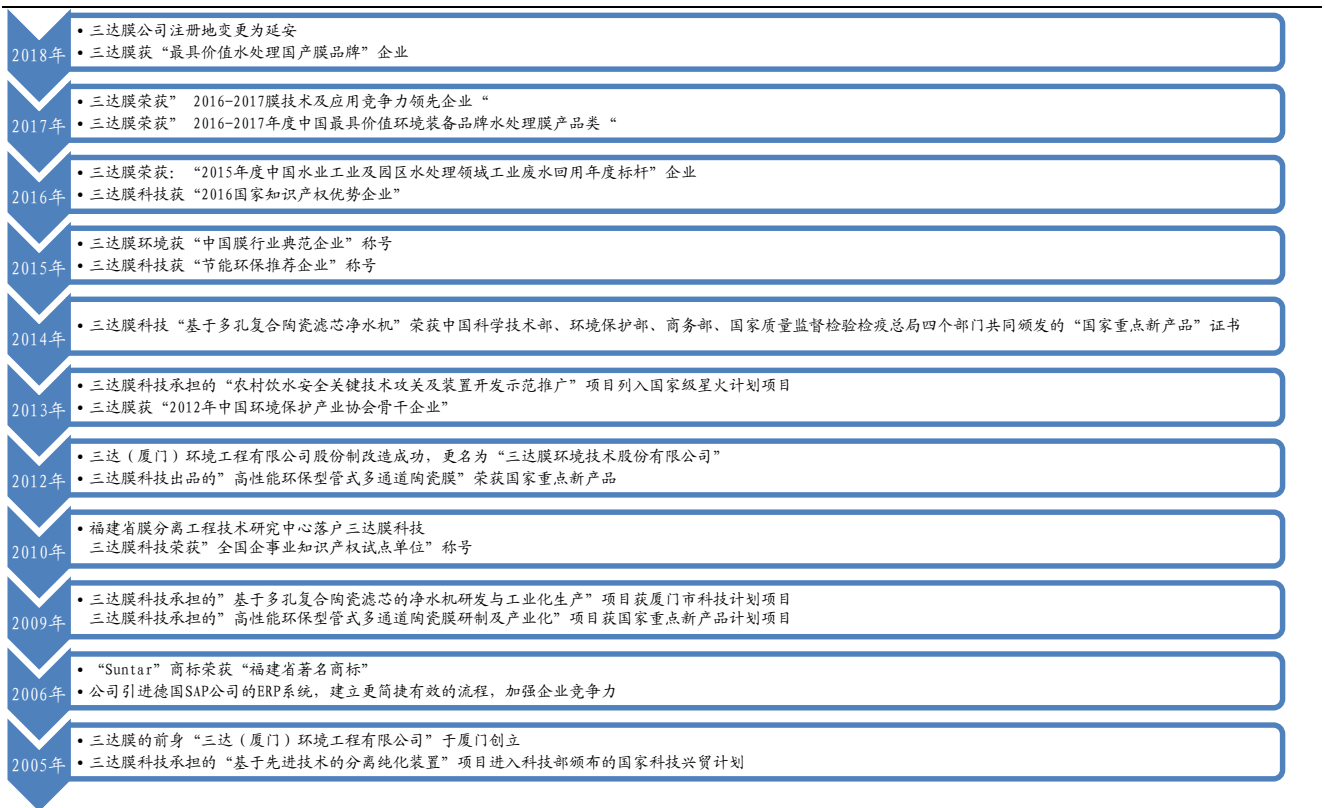 2018年
• 三达膜公司注册地变更为延安
• 三达膜获“最具价值水处理国产膜品牌”企业
2017年
• 三达膜荣获” 2016-2017膜技术及应用竞争力领先企业“
• 三达膜荣获” 2016-2017年度中国最具价值环境装备品牌水处理膜产品类“
2016年
• 三达膜荣获：“2015年度中国水业工业及园区水处理领域工业废水回用年度标杆”企业
• 三达膜科技获“2016国家知识产权优势企业”
2015年
• 三达膜环境获“中国膜行业典范企业”称号
• 三达膜科技获“节能环保推荐企业”称号
2014年
• 三达膜科技“基于多孔复合陶瓷滤芯净水机”荣获中国科学技术部、环境保护部、商务部、国家质量监督检验检疫总局四个部门共同颁发的“国家重点新产品”证书
2013年
• 三达膜科技承担的“农村饮水安全关键技术攻关及装置开发示范推广”项目列入国家级星火计划项目
• 三达膜获“2012年中国环境保护产业协会骨干企业”
2012年
• 三达（厦门）环境工程有限公司股份制改造成功，更名为“三达膜环境技术股份有限公司”
• 三达膜科技出品的”高性能环保型管式多通道陶瓷膜”荣获国家重点新产品
2010年
• 福建省膜分离工程技术研究中心落户三达膜科技
三达膜科技荣获”全国企事业知识产权试点单位”称号
2009年
• 三达膜科技承担的”基于多孔复合陶瓷滤芯的净水机研发与工业化生产”项目获厦门市科技计划项目
三达膜科技承担的”高性能环保型管式多通道陶瓷膜研制及产业化”项目获国家重点新产品计划项目
2006年
• “Suntar”商标荣获“福建省著名商标”
• 公司引进德国SAP公司的ERP系统，建立更简捷有效的流程，加强企业竞争力
2005年
• 三达膜的前身“三达（厦门）环境工程有限公司”于厦门创立
• 三达膜科技承担的“基于先进技术的分离纯化装置”项目进入科技部颁布的国家科技兴贸计划